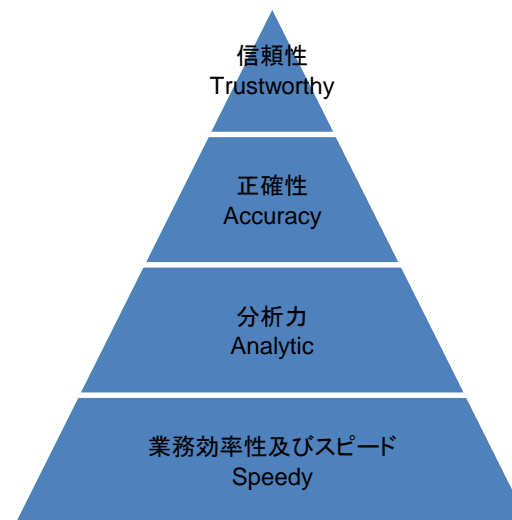 信頼性
Trustworthy
正確性
Accuracy
分析力
Analytic
業務効率性及びスピード
Speedy